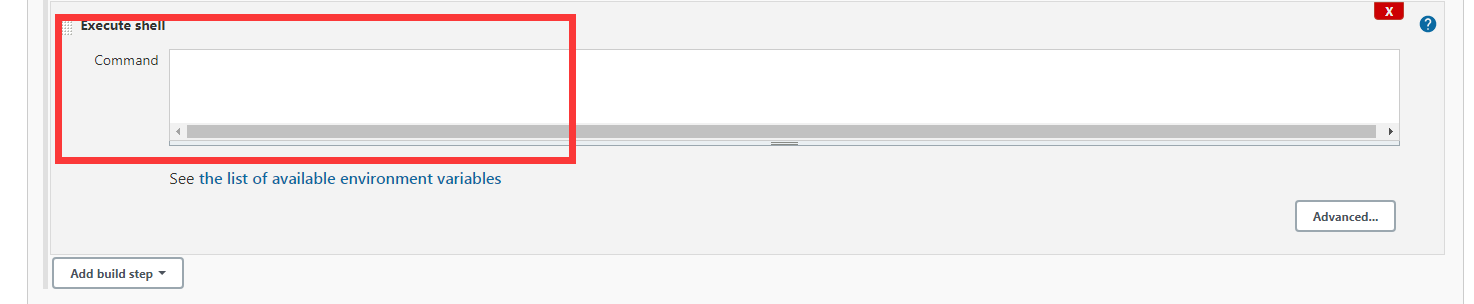 X
Execute shell
?
Command
See the list of available environment variables
Advanced...
Add build step